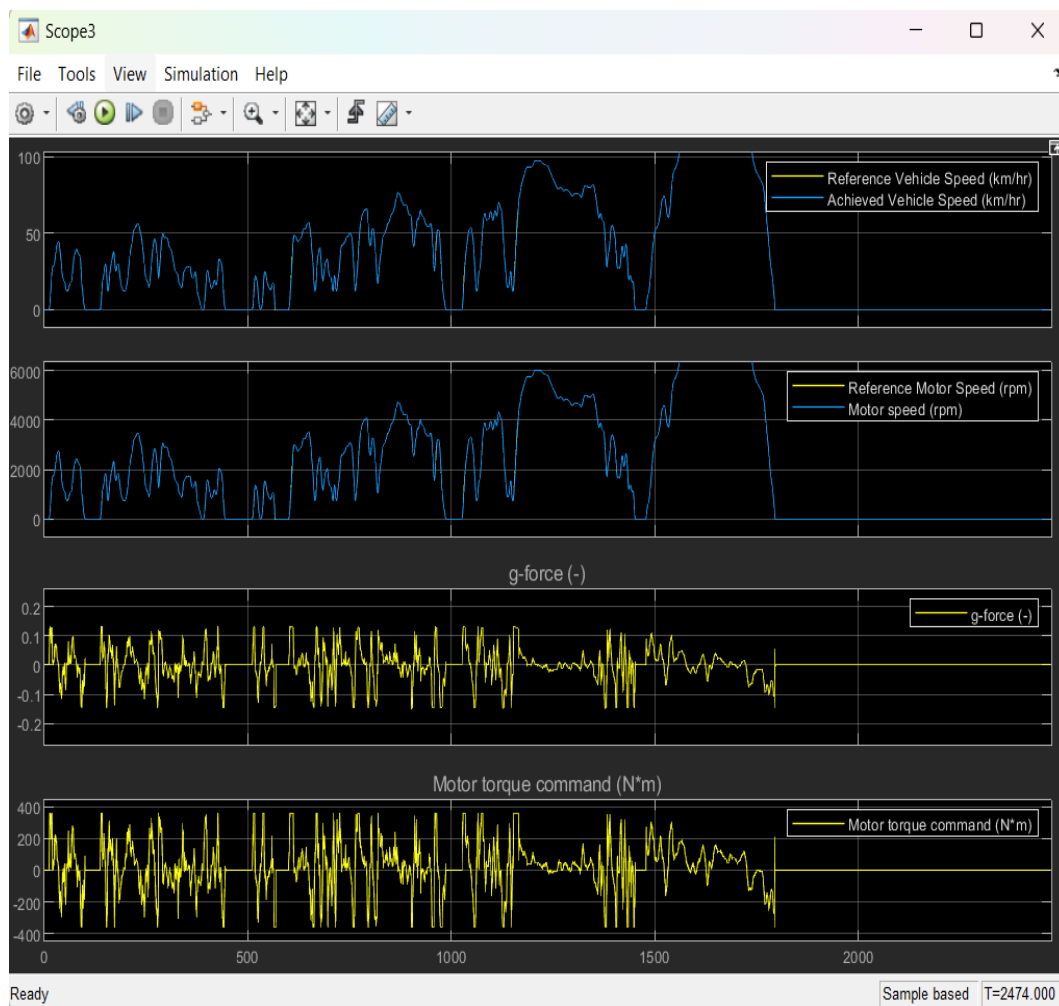 Scope3
File Tools View Simulation Help
100
50
0
Reference Vehicle Speed (km/hr)
Achieved Vehicle Speed (km/hr)
6000
4000
2000
0
Reference Motor Speed (rpm)
Motor speed (rpm)
g-force (-)
0.2
0.1
0
-0.1
-0.2
g-force (-)
Motor torque command (N*m)
400
200
0
-200
-400
Motor torque command (N*m)
0 500 1000 1500 2000
Ready Sample based T=2474.000